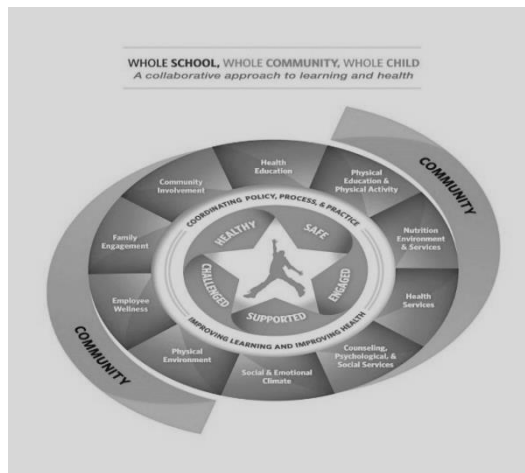 WHOLE SCHOOL, WHOLE COMMUNITY, WHOLE CHILD
A collaborative approach to learning and health
COMMUNITY
Health
Education
Physical
Education &
Physical Activity
Nutrition
Environment
& Services
Health
Services
Counseling,
Psychological, &
Social Services
Social & Emotional
Climate
Physical
Environment
Employee
Wellness
Family
Engagement
Community
Involvement
COORDINATING POLICY, PROCESS, & PRACTICE
IMPROVING LEARNING AND IMPROVING HEALTH
HEALTHY
SAFE
ENGAGED
SUPPORTED
CHALLENGED
COMMUNITY